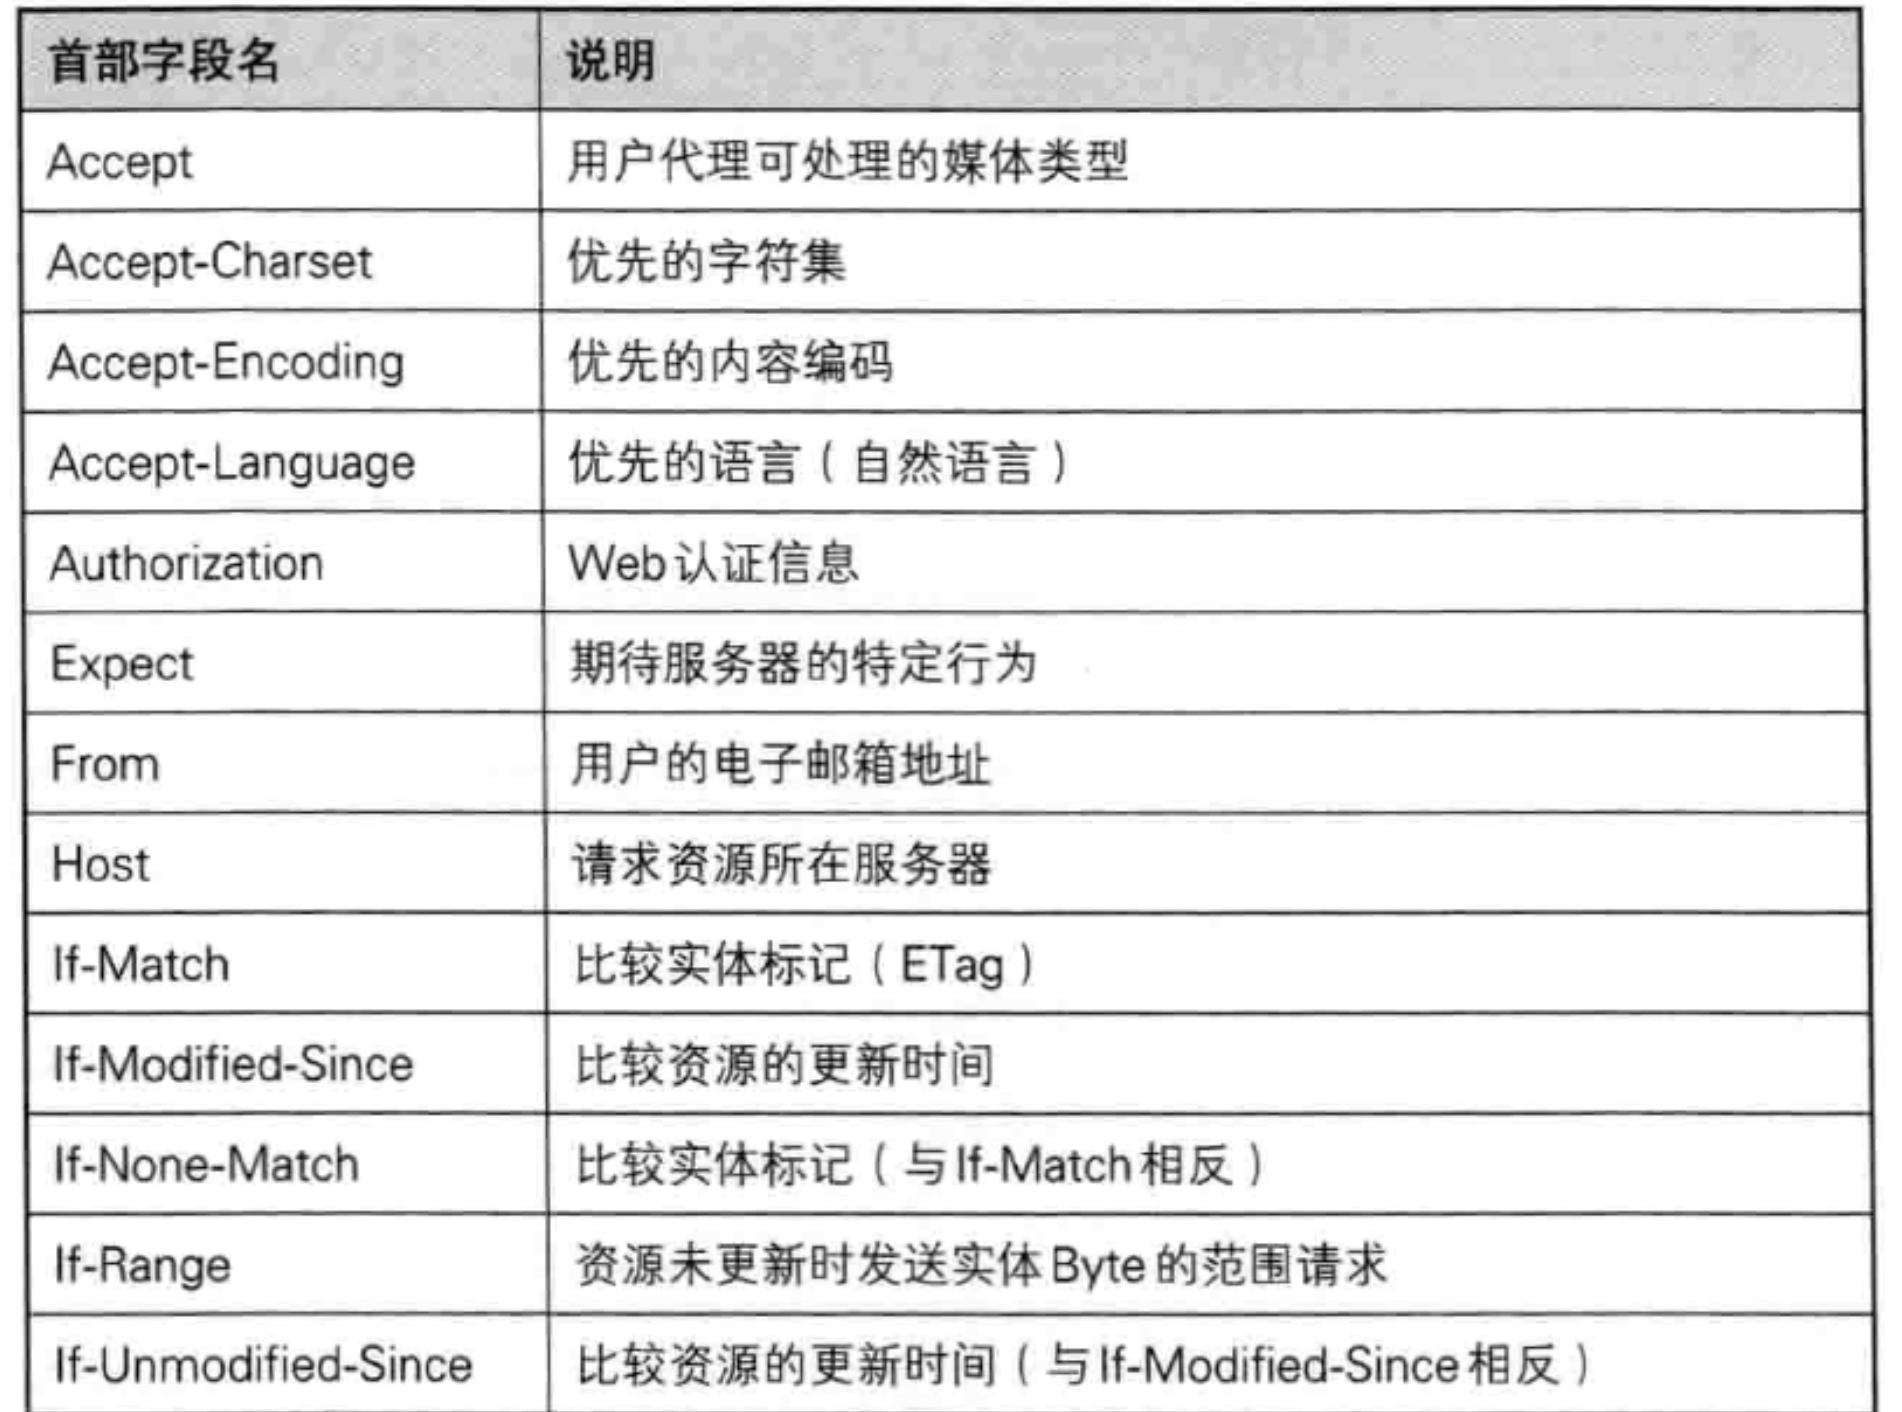 首部字段名 说明
Accept 用户代理可处理的媒体类型
Accept-Charset 优先的字符集
Accept-Encoding 优先的内容编码
Accept-Language 优先的语言（自然语言）
Authorization Web认证信息
Expect 期待服务器的特定行为
From 用户的电子邮箱地址
Host 请求资源所在服务器
If-Match 比较实体标记（ETag）
If-Modified-Since 比较资源的更新时间
If-None-Match 比较实体标记（与If-Match相反）
If-Range 资源未更新时发送实体Byte的范围请求
If-Unmodified-Since 比较资源的更新时间（与If-Modified-Since相反）